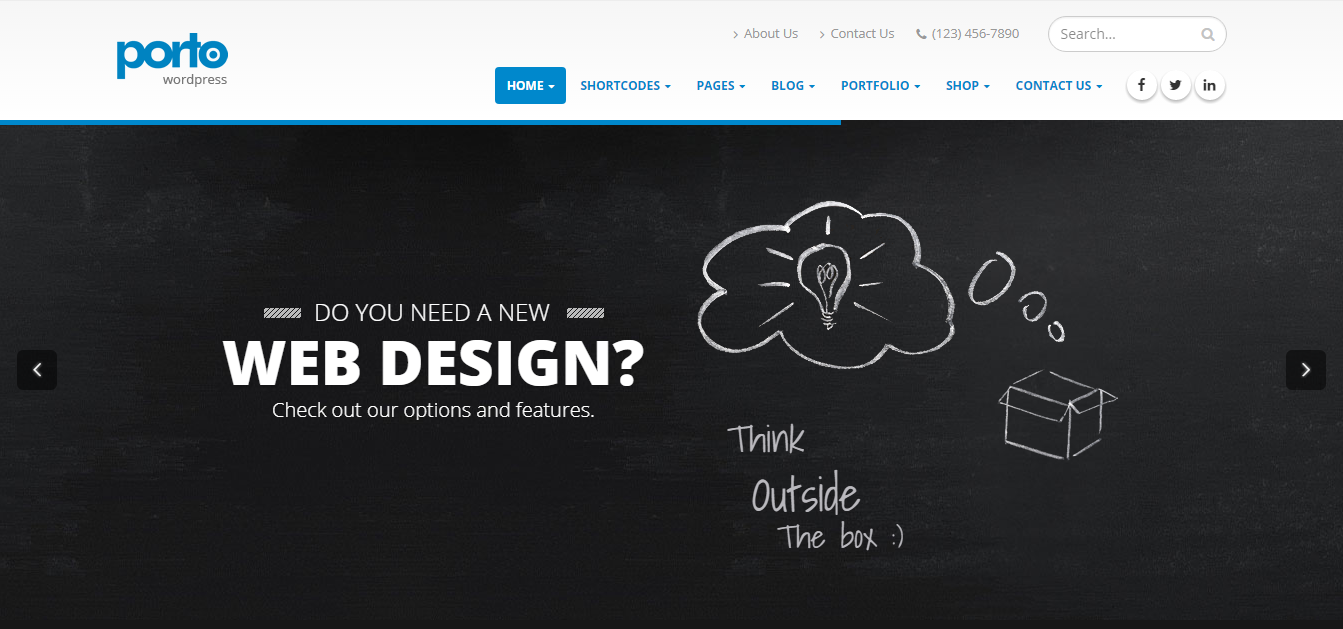 porto
wordpress
About Us
Contact Us
(123) 456-7890
Search...
HOME
SHORTCODES
PAGES
BLOG
PORTFOLIO
SHOP
CONTACT US
f
in
DO YOU NEED A NEW
WEB DESIGN?
Check out our options and features.
Think
Outside
The box :)